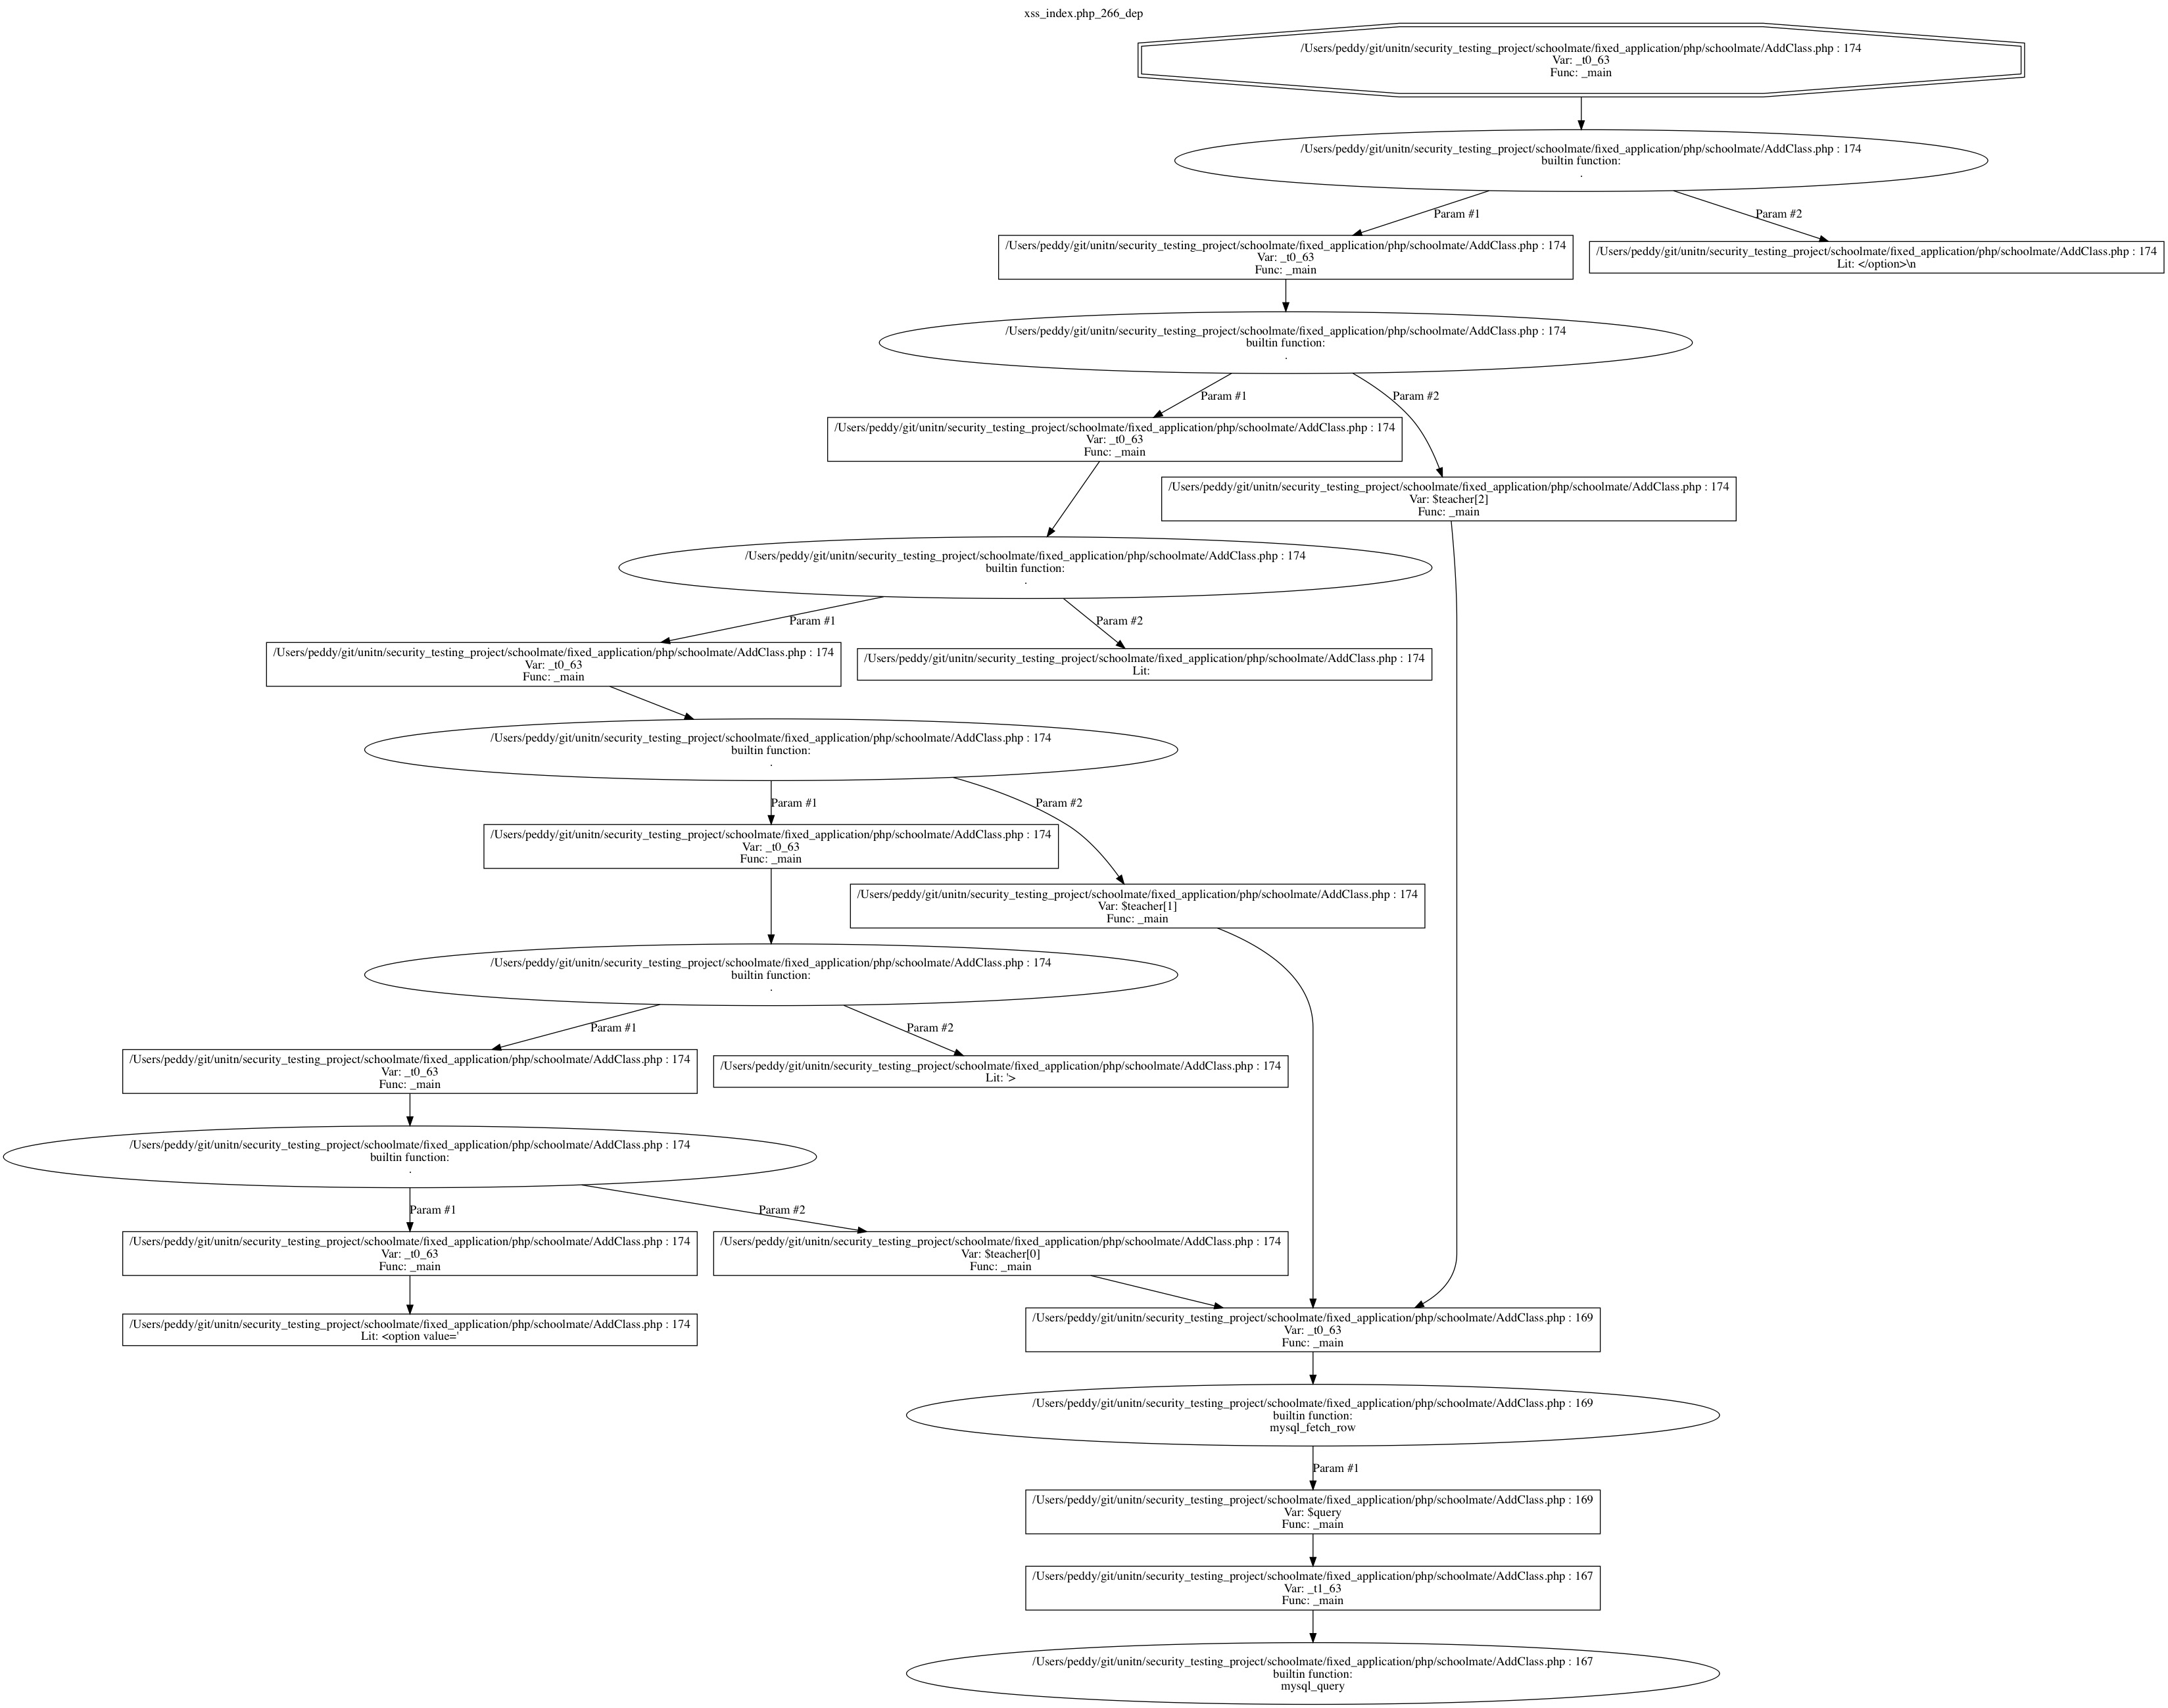 xss_index.php_266_dep
/Users/peddy/git/unitn/security_testing_project/schoolmate/fixed_application/php/schoolmate/AddClass.php : 174
Var: _t0_63
Func: _main
/Users/peddy/git/unitn/security_testing_project/schoolmate/fixed_application/php/schoolmate/AddClass.php : 174
builtin function:
.
Param #1
Param #2
/Users/peddy/git/unitn/security_testing_project/schoolmate/fixed_application/php/schoolmate/AddClass.php : 174
Var: _t0_63
Func: _main
/Users/peddy/git/unitn/security_testing_project/schoolmate/fixed_application/php/schoolmate/AddClass.php : 174
Lit: </option>\n
/Users/peddy/git/unitn/security_testing_project/schoolmate/fixed_application/php/schoolmate/AddClass.php : 174
builtin function:
.
Param #1
Param #2
/Users/peddy/git/unitn/security_testing_project/schoolmate/fixed_application/php/schoolmate/AddClass.php : 174
Var: _t0_63
Func: _main
/Users/peddy/git/unitn/security_testing_project/schoolmate/fixed_application/php/schoolmate/AddClass.php : 174
Var: $teacher[2]
Func: _main
/Users/peddy/git/unitn/security_testing_project/schoolmate/fixed_application/php/schoolmate/AddClass.php : 174
builtin function:
.
Param #1
Param #2
/Users/peddy/git/unitn/security_testing_project/schoolmate/fixed_application/php/schoolmate/AddClass.php : 174
Var: _t0_63
Func: _main
/Users/peddy/git/unitn/security_testing_project/schoolmate/fixed_application/php/schoolmate/AddClass.php : 174
Lit:
/Users/peddy/git/unitn/security_testing_project/schoolmate/fixed_application/php/schoolmate/AddClass.php : 174
builtin function:
.
Param #1
Param #2
/Users/peddy/git/unitn/security_testing_project/schoolmate/fixed_application/php/schoolmate/AddClass.php : 174
Var: _t0_63
Func: _main
/Users/peddy/git/unitn/security_testing_project/schoolmate/fixed_application/php/schoolmate/AddClass.php : 174
Var: $teacher[1]
Func: _main
/Users/peddy/git/unitn/security_testing_project/schoolmate/fixed_application/php/schoolmate/AddClass.php : 174
builtin function:
.
Param #1
Param #2
/Users/peddy/git/unitn/security_testing_project/schoolmate/fixed_application/php/schoolmate/AddClass.php : 174
Var: _t0_63
Func: _main
/Users/peddy/git/unitn/security_testing_project/schoolmate/fixed_application/php/schoolmate/AddClass.php : 174
Lit: '>
/Users/peddy/git/unitn/security_testing_project/schoolmate/fixed_application/php/schoolmate/AddClass.php : 174
builtin function:
.
Param #1
Param #2
/Users/peddy/git/unitn/security_testing_project/schoolmate/fixed_application/php/schoolmate/AddClass.php : 174
Var: _t0_63
Func: _main
/Users/peddy/git/unitn/security_testing_project/schoolmate/fixed_application/php/schoolmate/AddClass.php : 174
Var: $teacher[0]
Func: _main
/Users/peddy/git/unitn/security_testing_project/schoolmate/fixed_application/php/schoolmate/AddClass.php : 174
Lit: <option value='
/Users/peddy/git/unitn/security_testing_project/schoolmate/fixed_application/php/schoolmate/AddClass.php : 169
Var: _t0_63
Func: _main
/Users/peddy/git/unitn/security_testing_project/schoolmate/fixed_application/php/schoolmate/AddClass.php : 169
builtin function:
mysql_fetch_row
Param #1
/Users/peddy/git/unitn/security_testing_project/schoolmate/fixed_application/php/schoolmate/AddClass.php : 169
Var: $query
Func: _main
/Users/peddy/git/unitn/security_testing_project/schoolmate/fixed_application/php/schoolmate/AddClass.php : 167
Var: _t1_63
Func: _main
/Users/peddy/git/unitn/security_testing_project/schoolmate/fixed_application/php/schoolmate/AddClass.php : 167
builtin function:
mysql_query